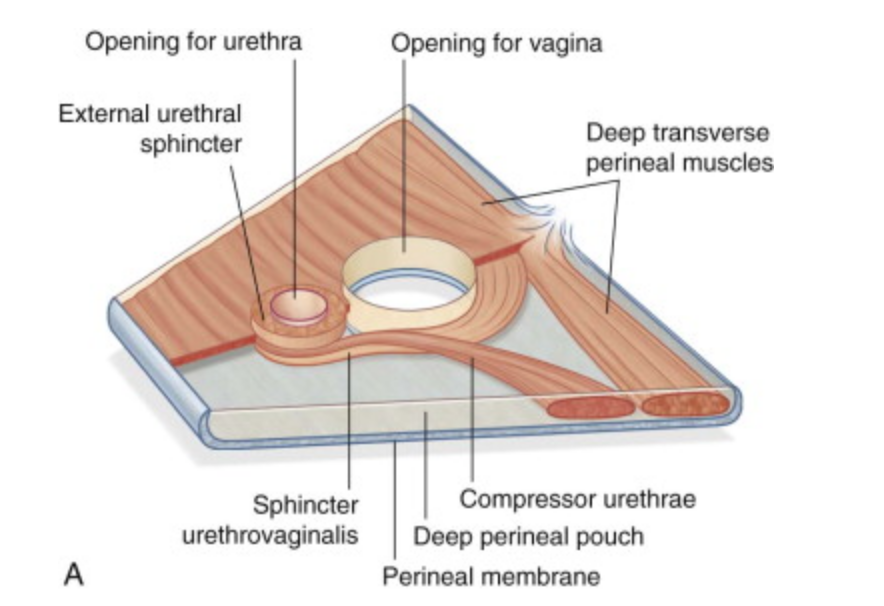 Opening for urethra
Opening for vagina
External urethral
sphincter
Deep transverse
perineal muscles
Sphincter
urethrovaginalis
Compressor urethrae
Deep perineal pouch
Perineal membrane
A